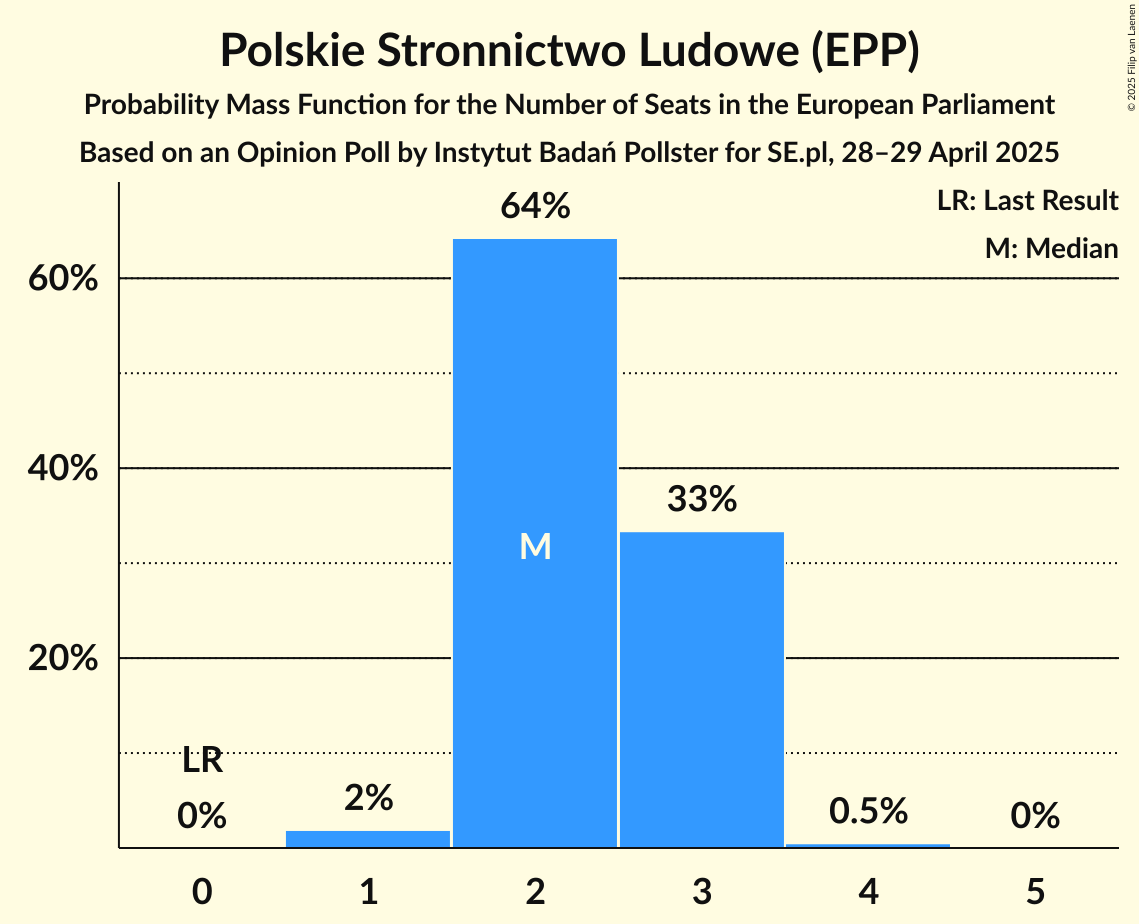 Polskie Stronnictwo Ludowe (EPP)
Probability Mass Function for the Number of Seats in the European Parliament
Based on an Opinion Poll by Instytut Badań Pollster for SE.pl, 28–29 April 2025
© 2025 Filip van Laenen
LR: Last Result
M: Median
64%
60%
40%
33%
M
20%
LR
0%
2%
0.5%
0%
0 1 2 3 4 5